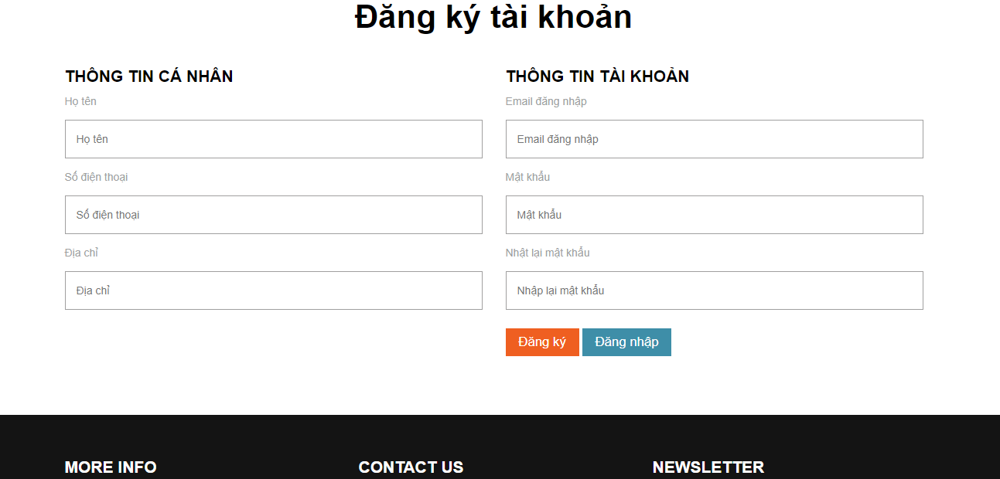 Đăng ký tài khoản
THÔNG TIN CÁ NHÂN
Họ tên
Họ tên
Số điện thoại
Số điện thoại
Địa chỉ
Địa chỉ
THÔNG TIN TÀI KHOẢN
Email đăng nhập
Email đăng nhập
Mật khẩu
Mật khẩu
Nhật lại mật khẩu
Nhập lại mật khẩu
Đăng ký
Đăng nhập
MORE INFO
CONTACT US
NEWSLETTER